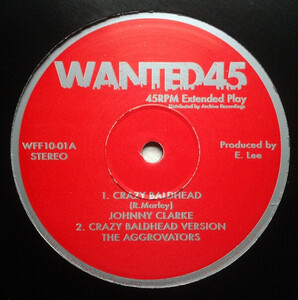 WANTED45
45RPM Extended Play
Distributed by Archive Recordings
WFF10-01A
STEREO
Produced by
E. Lee
1. CRAZY BALDHEAD
(R.Marley)
JOHNNY CLARKE
2. CRAZY BALDHEAD VERSION
THE AGGROVATORS